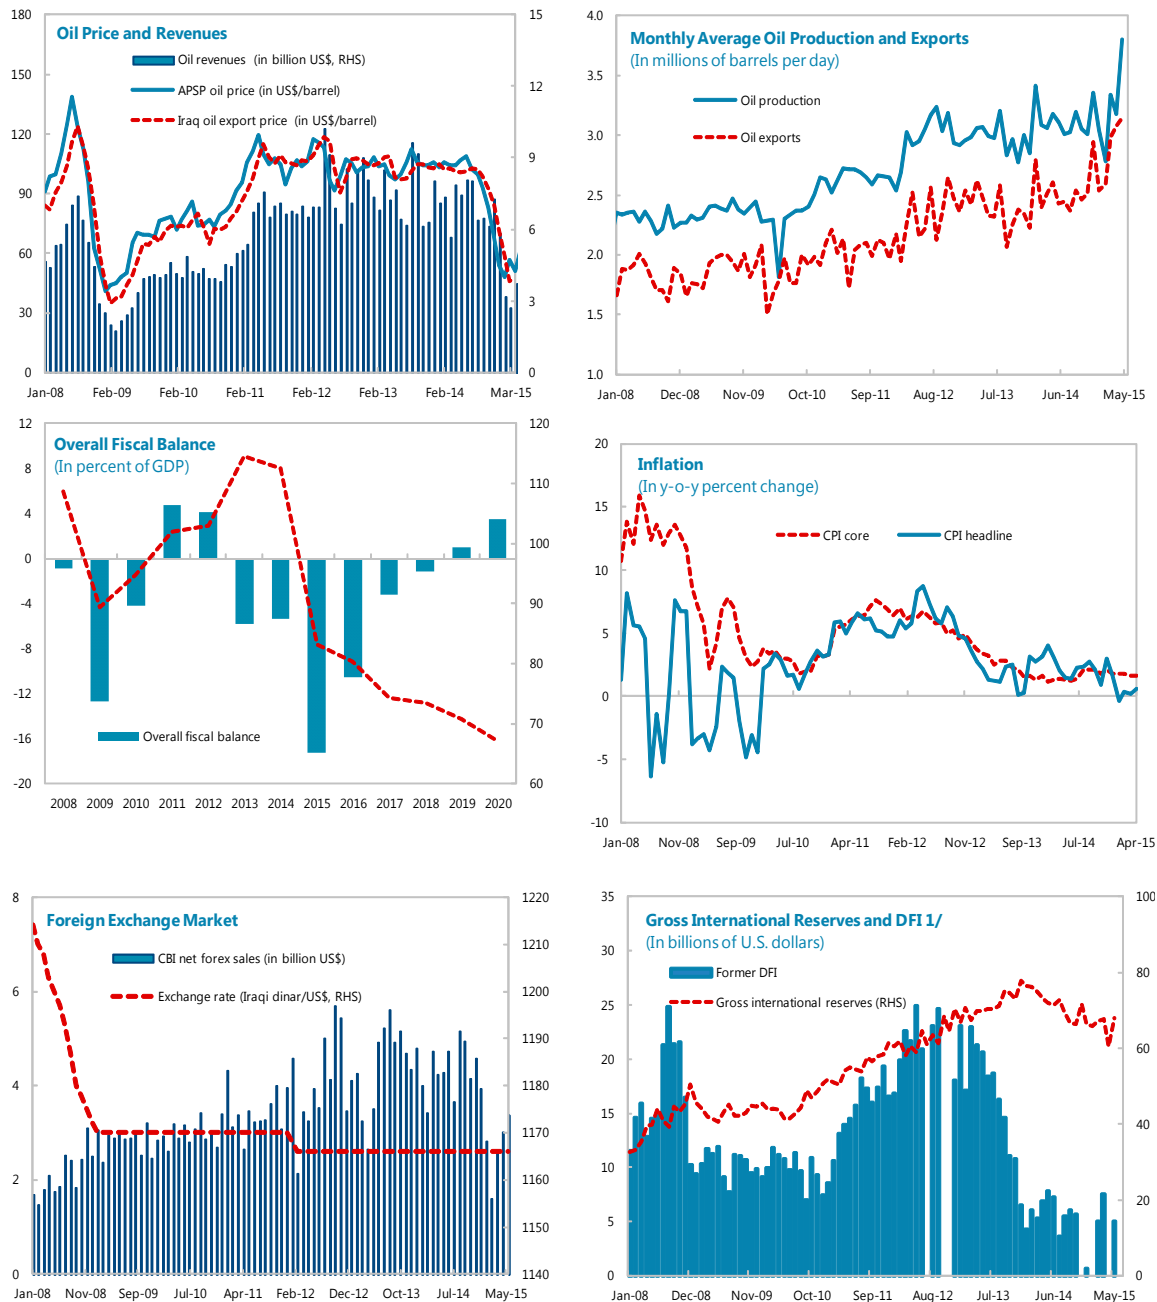 Oil Price and Revenues
Oil revenues (in billion US$, RHS)
APSP oil price (in US$/barrel)
Iraq oil export price (in US$/barrel)
180
150
120
90
60
30
0
15
12
9
6
3
0
Jan-08 Feb-09 Feb-10 Feb-11 Feb-12 Feb-13 Feb-14 Mar-15
Monthly Average Oil Production and Exports
(In millions of barrels per day)
Oil production
Oil exports
4.0
3.5
3.0
2.5
2.0
1.5
1.0
Jan-08 Dec-08 Nov-09 Oct-10 Sep-11 Aug-12 Jul-13 Jun-14 May-15
Overall Fiscal Balance
(In percent of GDP)
Overall fiscal balance
12
8
4
0
-4
-8
-12
-16
-20
120
110
100
90
80
70
60
2008 2009 2010 2011 2012 2013 2014 2015 2016 2017 2018 2019 2020
Inflation
(In y-o-y percent change)
CPI core CPI headline
20
15
10
5
0
-5
-10
Jan-08 Nov-08 Sep-09 Jul-10 Apr-11 Feb-12 Nov-12 Sep-13 Jul-14 Apr-15
Foreign Exchange Market
CBI net forex sales (in billion US$)
Exchange rate (Iraqi dinar/US$, RHS)
8
6
4
2
0
1220
1210
1200
1190
1180
1170
1160
1150
1140
Jan-08 Nov-08 Sep-09 Jul-10 Apr-11 Feb-12 Dec-12 Oct-13 Jul-14 May-15
Gross International Reserves and DFI 1/
(In billions of U.S. dollars)
Former DFI
Gross international reserves (RHS)
35
30
25
20
15
10
5
0
100
80
60
40
20
0
Jan-08 Dec-08 Nov-09 Oct-10 Sep-11 Aug-12 Jul-13 Jun-14 May-15